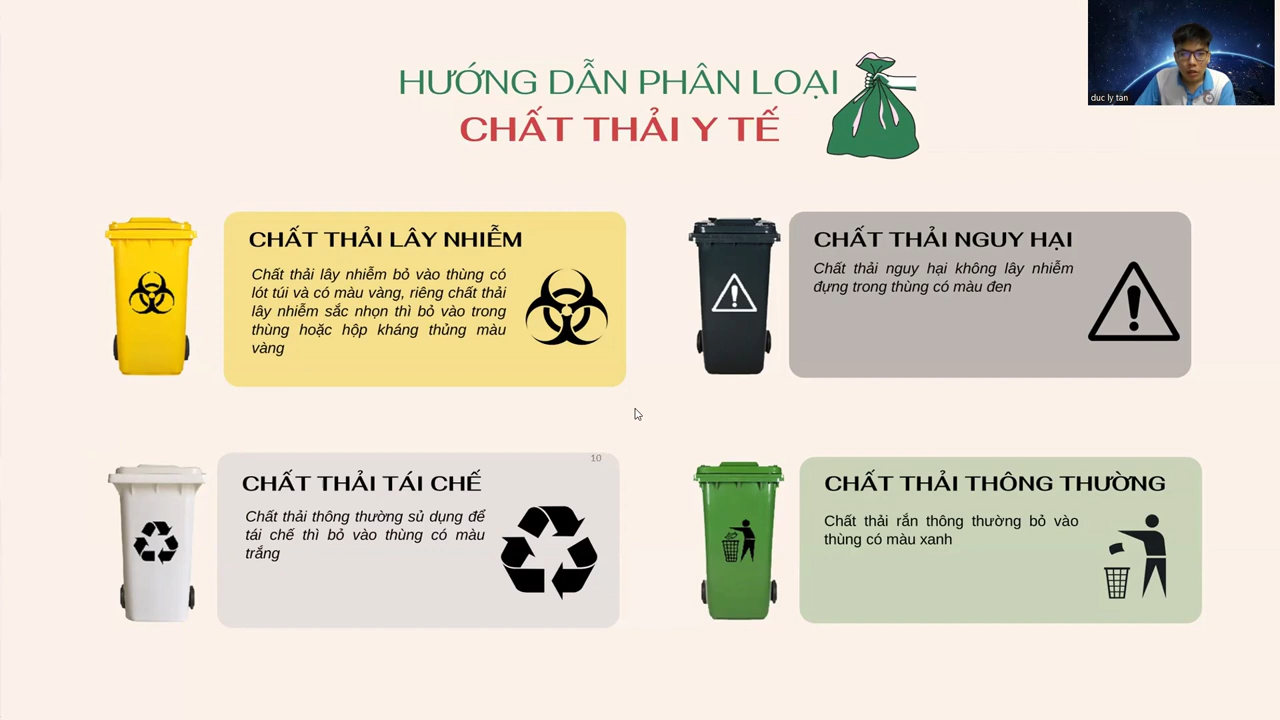 HƯỚNG DẪN PHÂN LOẠI
CHẤT THẢI Y TẾ
duc ly tan
CHẤT THẢI LÂY NHIỄM
Chất thải lây nhiễm bỏ vào thùng có
lót túi và có màu vàng, riêng chất thải
lây nhiễm sắc nhọn thì bỏ vào trong
thùng hoặc hộp kháng thủng màu
vàng
CHẤT THẢI NGUY HẠI
Chất thải nguy hại không lây nhiễm
đựng trong thùng có màu đen
10
CHẤT THẢI TÁI CHẾ
Chất thải thông thường sủ dụng để
tái chế thì bỏ vào thùng có màu
trắng
CHẤT THẢI THÔNG THƯỜNG
Chất thải rắn thông thường bỏ vào
thùng có màu xanh